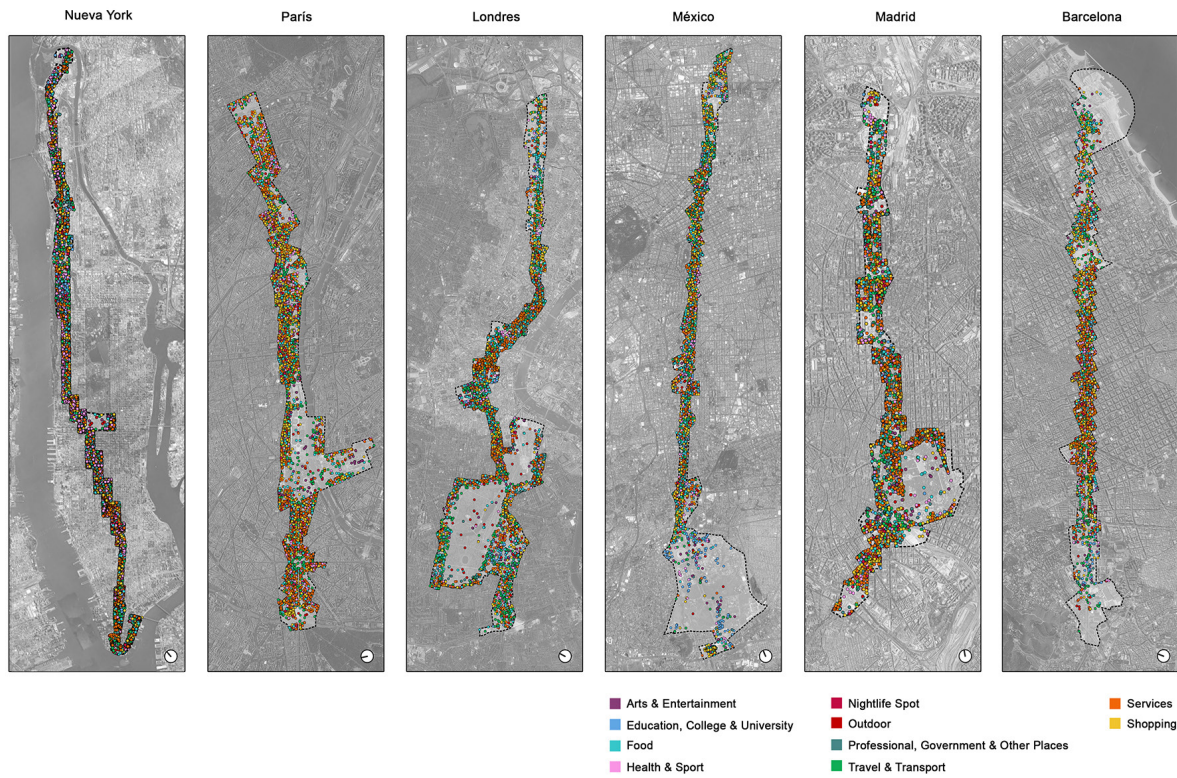 Nueva York
París
Londres
México
Madrid
Barcelona
Arts & Entertainment
Education, College & University
Food
Health & Sport
Nightlife Spot
Outdoor
Professional, Government & Other Places
Travel & Transport
Services
Shopping